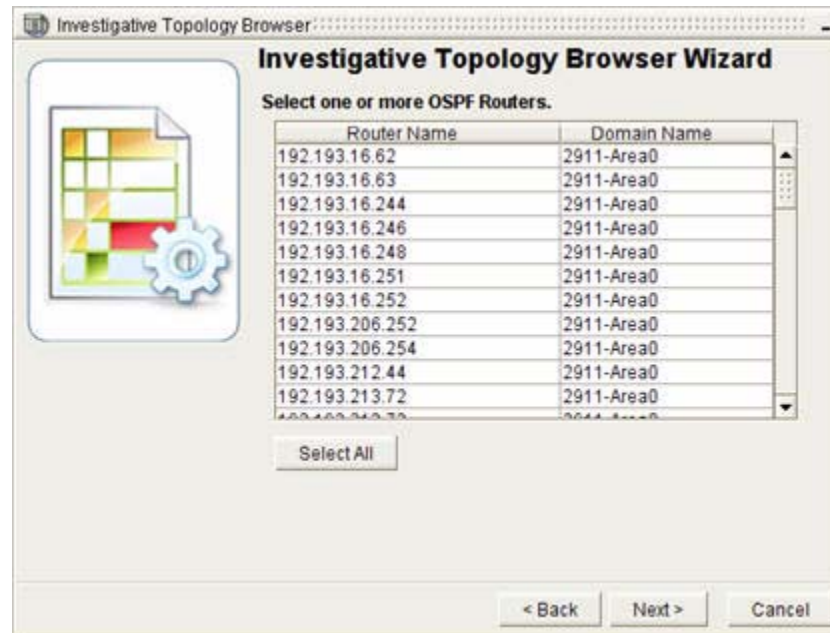 Investigative Topology Browser
Investigative Topology Browser Wizard
Select one or more OSPF Routers.
Router Name Domain Name
192.193.16.62 2911-Area0
192.193.16.63 2911-Area0
192.193.16.244 2911-Area0
192.193.16.246 2911-Area0
192.193.16.248 2911-Area0
192.193.16.251 2911-Area0
192.193.16.252 2911-Area0
192.193.206.252 2911-Area0
192.193.206.254 2911-Area0
192.193.212.44 2911-Area0
192.193.213.72 2911-Area0
Select All
< Back Next > Cancel